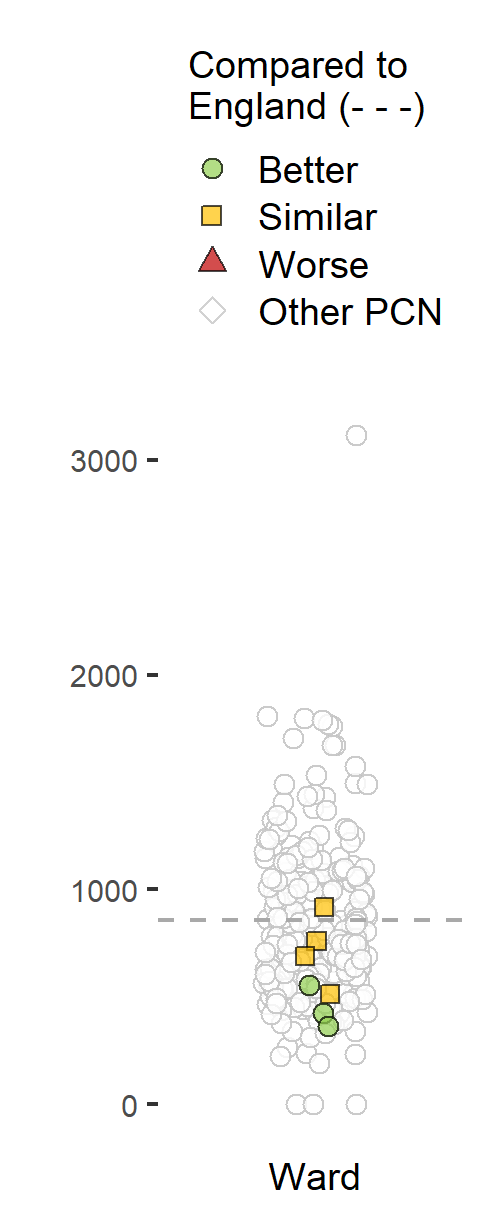 Compared to
England (- - -)
Better
Similar
Worse
Other PCN
3000
2000
1000
0
Ward